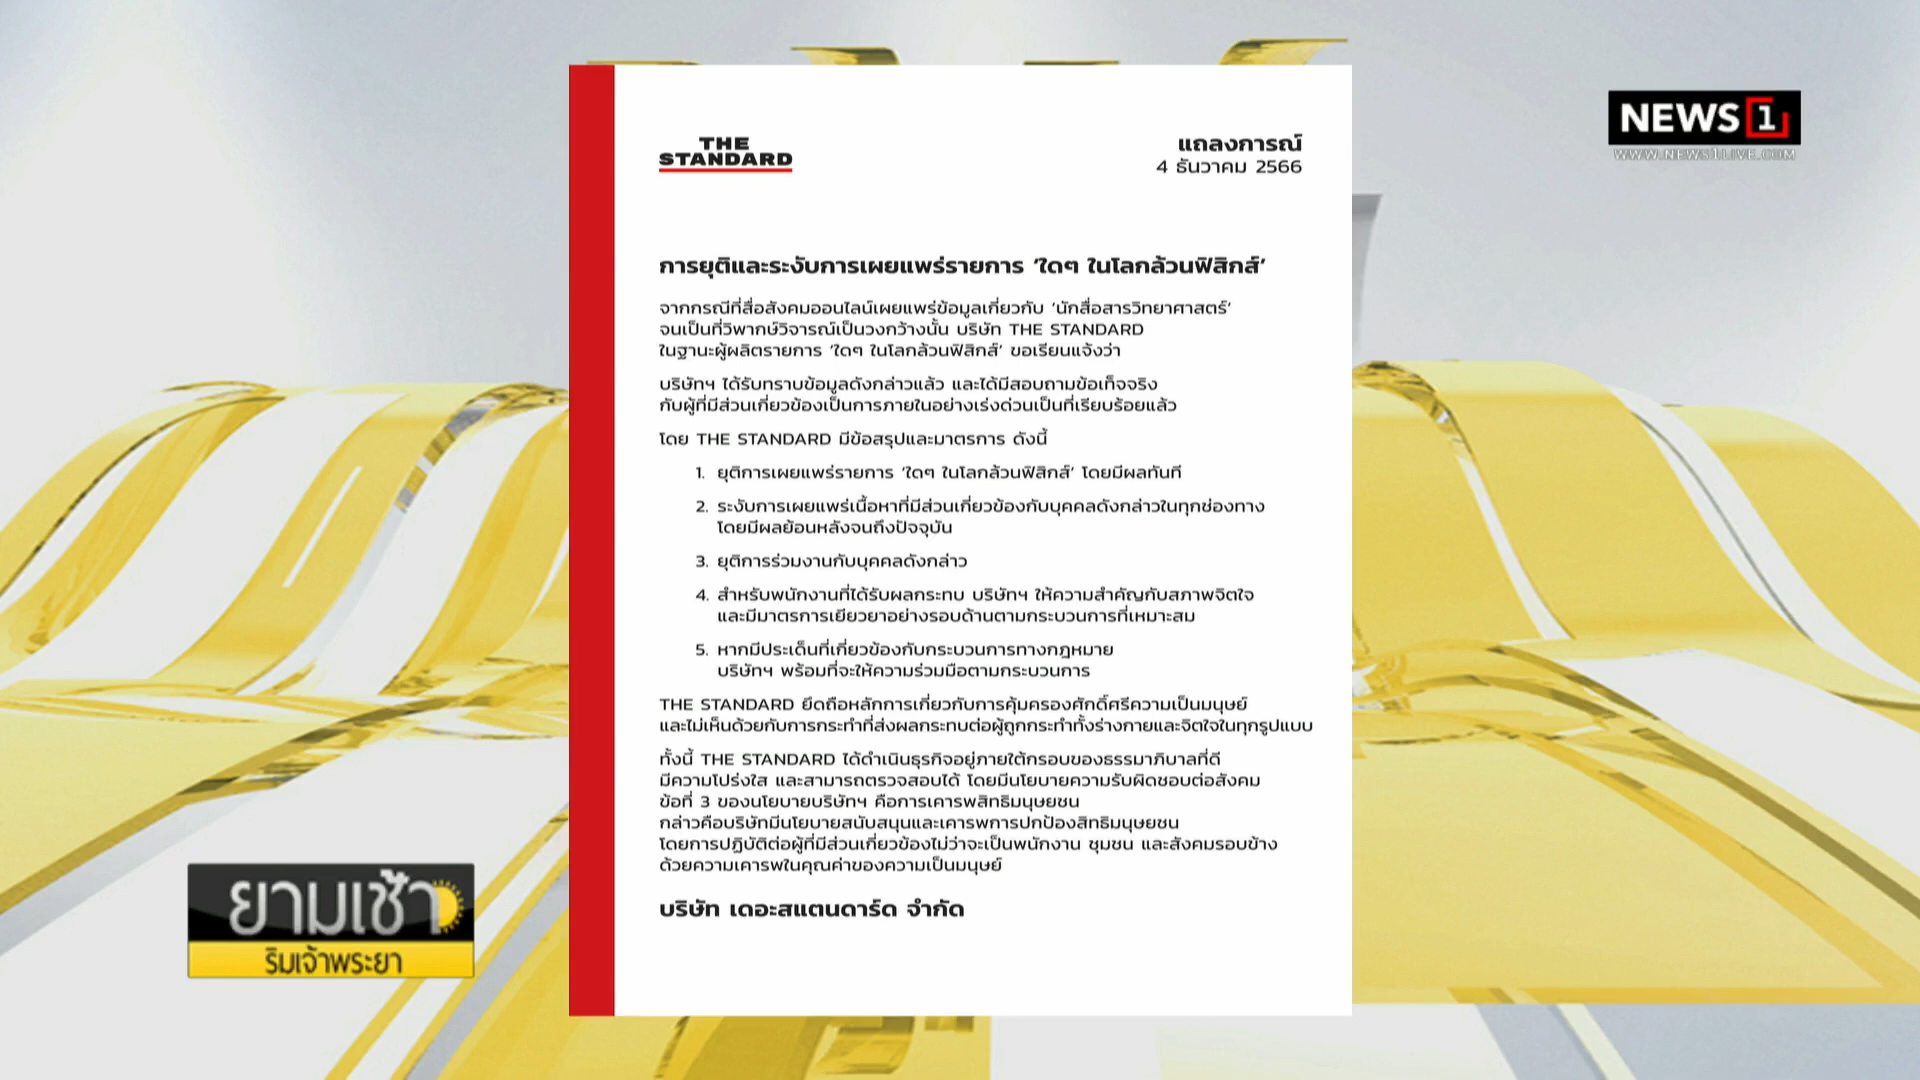 NEWS 1
WWW.NEWS1LIVE.COM
THE
STANDARD
แถลงการณ์
4 ธันวาคม 2566
การยุติและระงับการเผยแพร่รายการ ‘ใดๆ ในโลกล้วนฟิสิกส์’
จากกรณีที่สื่อสังคมออนไลน์เผยแพร่ข้อมูลเกี่ยวกับ ‘นักสื่อสารวิทยาศาสตร์’
จนเป็นที่วิพากษ์วิจารณ์เป็นวงกว้างนั้น บริษัท THE STANDARD
ในฐานะผู้ผลิตรายการ ‘ใดๆ ในโลกล้วนฟิสิกส์’ ขอเรียนแจ้งว่า
บริษัทฯ ได้รับทราบข้อมูลดังกล่าวแล้ว และได้มีสอบถามข้อเท็จจริง
กับผู้ที่มีส่วนเกี่ยวข้องเป็นการภายในอย่างเร่งด่วนเป็นที่เรียบร้อยแล้ว
โดย THE STANDARD มีข้อสรุปและมาตรการ ดังนี้
1. ยุติการเผยแพร่รายการ ‘ใดๆ ในโลกล้วนฟิสิกส์’ โดยมีผลทันที
2. ระงับการเผยแพร่เนื้อหาที่มีส่วนเกี่ยวข้องกับบุคคลดังกล่าวในทุกช่องทาง
โดยมีผลย้อนหลังจนถึงปัจจุบัน
3. ยุติการร่วมงานกับบุคคลดังกล่าว
4. สำหรับพนักงานที่ได้รับผลกระทบ บริษัทฯ ให้ความสำคัญกับสภาพจิตใจ
และมีมาตรการเยียวยาอย่างรอบด้านตามกระบวนการที่เหมาะสม
5. หากมีประเด็นที่เกี่ยวข้องกับกระบวนการทางกฎหมาย
บริษัทฯ พร้อมที่จะให้ความร่วมมือตามกระบวนการ
THE STANDARD ยึดถือหลักการเกี่ยวกับการคุ้มครองศักดิ์ศรีความเป็นมนุษย์
และไม่เห็นด้วยกับการกระทำที่ส่งผลกระทบต่อผู้ถูกกระทำทั้งร่างกายและจิตใจในทุกรูปแบบ
ทั้งนี้ THE STANDARD ได้ดำเนินธุรกิจอยู่ภายใต้กรอบของธรรมาภิบาลที่ดี
มีความโปร่งใส และสามารถตรวจสอบได้ โดยมีนโยบายความรับผิดชอบต่อสังคม
ข้อที่ 3 ของนโยบายบริษัทฯ คือการเคารพสิทธิมนุษยชน
กล่าวคือบริษัทมีนโยบายสนับสนุนและเคารพการปกป้องสิทธิมนุษยชน
โดยการปฏิบัติต่อผู้ที่มีส่วนเกี่ยวข้องไม่ว่าจะเป็นพนักงาน ชุมชน และสังคมรอบข้าง
ด้วยความเคารพในคุณค่าของความเป็นมนุษย์
บริษัท เดอะสแตนดาร์ด จำกัด
ยามเช้า
ริมเจ้าพระยา